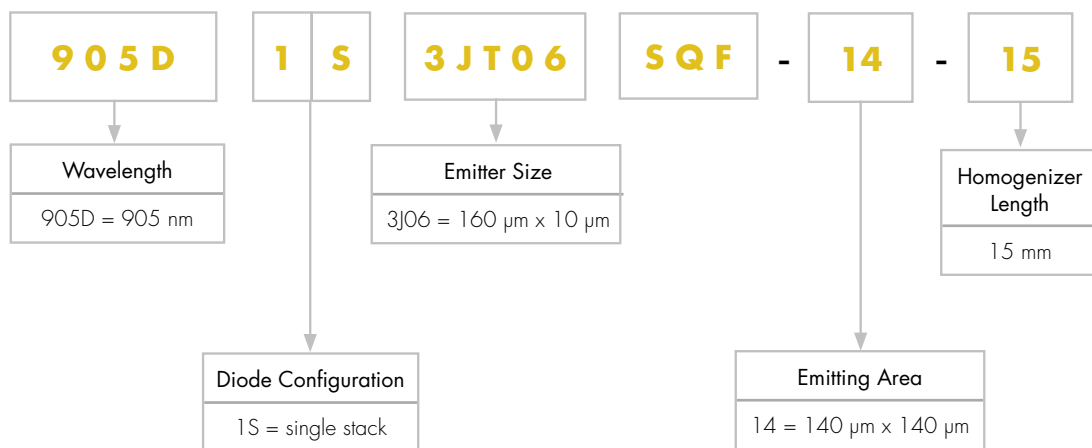 905D 1 S 3JT06 SQF - 14 - 15
Wavelength
905D = 905 nm
Emitter Size
3J06 = 160 µm x 10 µm
Homogenizer
Length
15 mm
Diode Configuration
1S = single stack
Emitting Area
14 = 140 µm x 140 µm